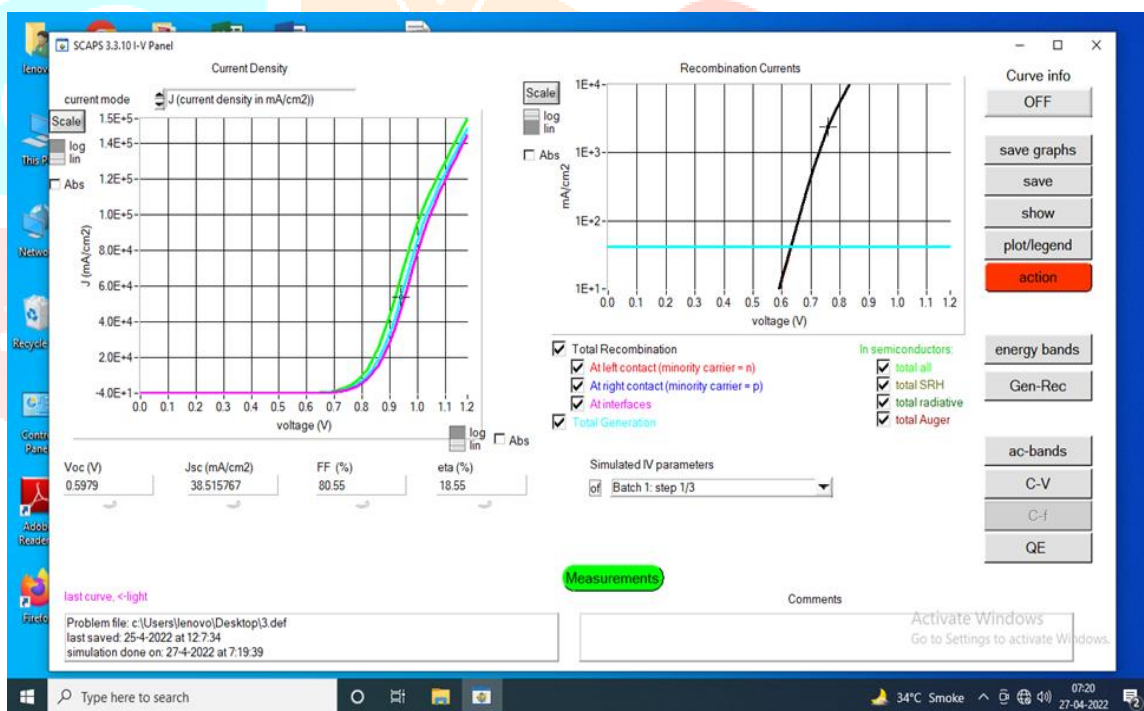 SCAPS 3.3.10 I-V Panel
Current Density
Recombination Currents
Curve info
OFF
current mode
J (current density in mA/cm2))
Scale
log
lin
Abs
1.5E+5
1.4E+5
1.2E+5
1.0E+5
8.0E+4
6.0E+4
4.0E+4
2.0E+4
-4.0E+1
J (mA/cm2)
0.0 0.1 0.2 0.3 0.4 0.5 0.6 0.7 0.8 0.9 1.0 1.1 1.2
voltage (V)
log
lin
Abs
Scale
log
lin
Abs
1E+4
1E+3
1E+2
1E+1
mA/cm2
0.0 0.1 0.2 0.3 0.4 0.5 0.6 0.7 0.8 0.9 1.0 1.1 1.2
voltage (V)
save graphs
save
show
plot/legend
action
energy bands
Gen-Rec
ac-bands
C-V
C-f
QE
Total Recombination
At left contact (minority carrier = n)
At right contact (minority carrier = p)
At interfaces
Total Generation
In semiconductors:
total all
total SRH
total radiative
total Auger
Voc (V) Jsc (mA/cm2) FF (%) eta (%)
0.5979 38.515767 80.55 18.55
Simulated IV parameters
of Batch 1: step 1/3
Measurements
last curve, <-light
Problem file: c:\Users\lenovo\Desktop\3.def
last saved: 25-4-2022 at 12:7:34
simulation done on: 27-4-2022 at 7:19:39
Comments
Activate Windows
Go to Settings to activate Windows.
Type here to search
34°C Smoke
07:20
27-04-2022